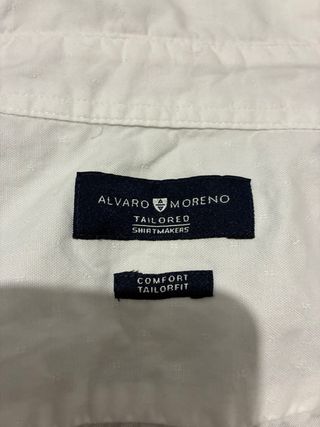 ALVARO MORENO
TAILORED
SHIRTMAKERS
COMFORT
TAILORFIT